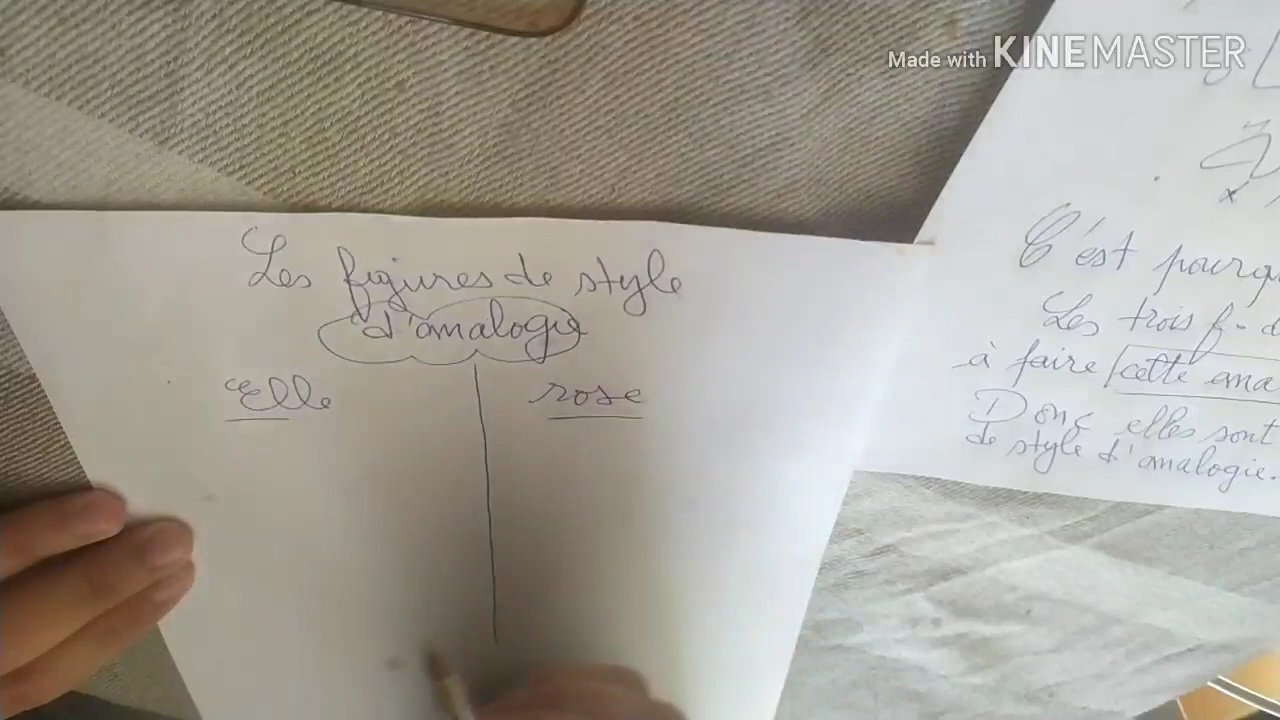 Made with KINEMASTER
Les figures de style
d'analogie
Elle
rose
C'est
Les trois f. d
à faire cette ana
Donc elles sont
de style d'analogie.